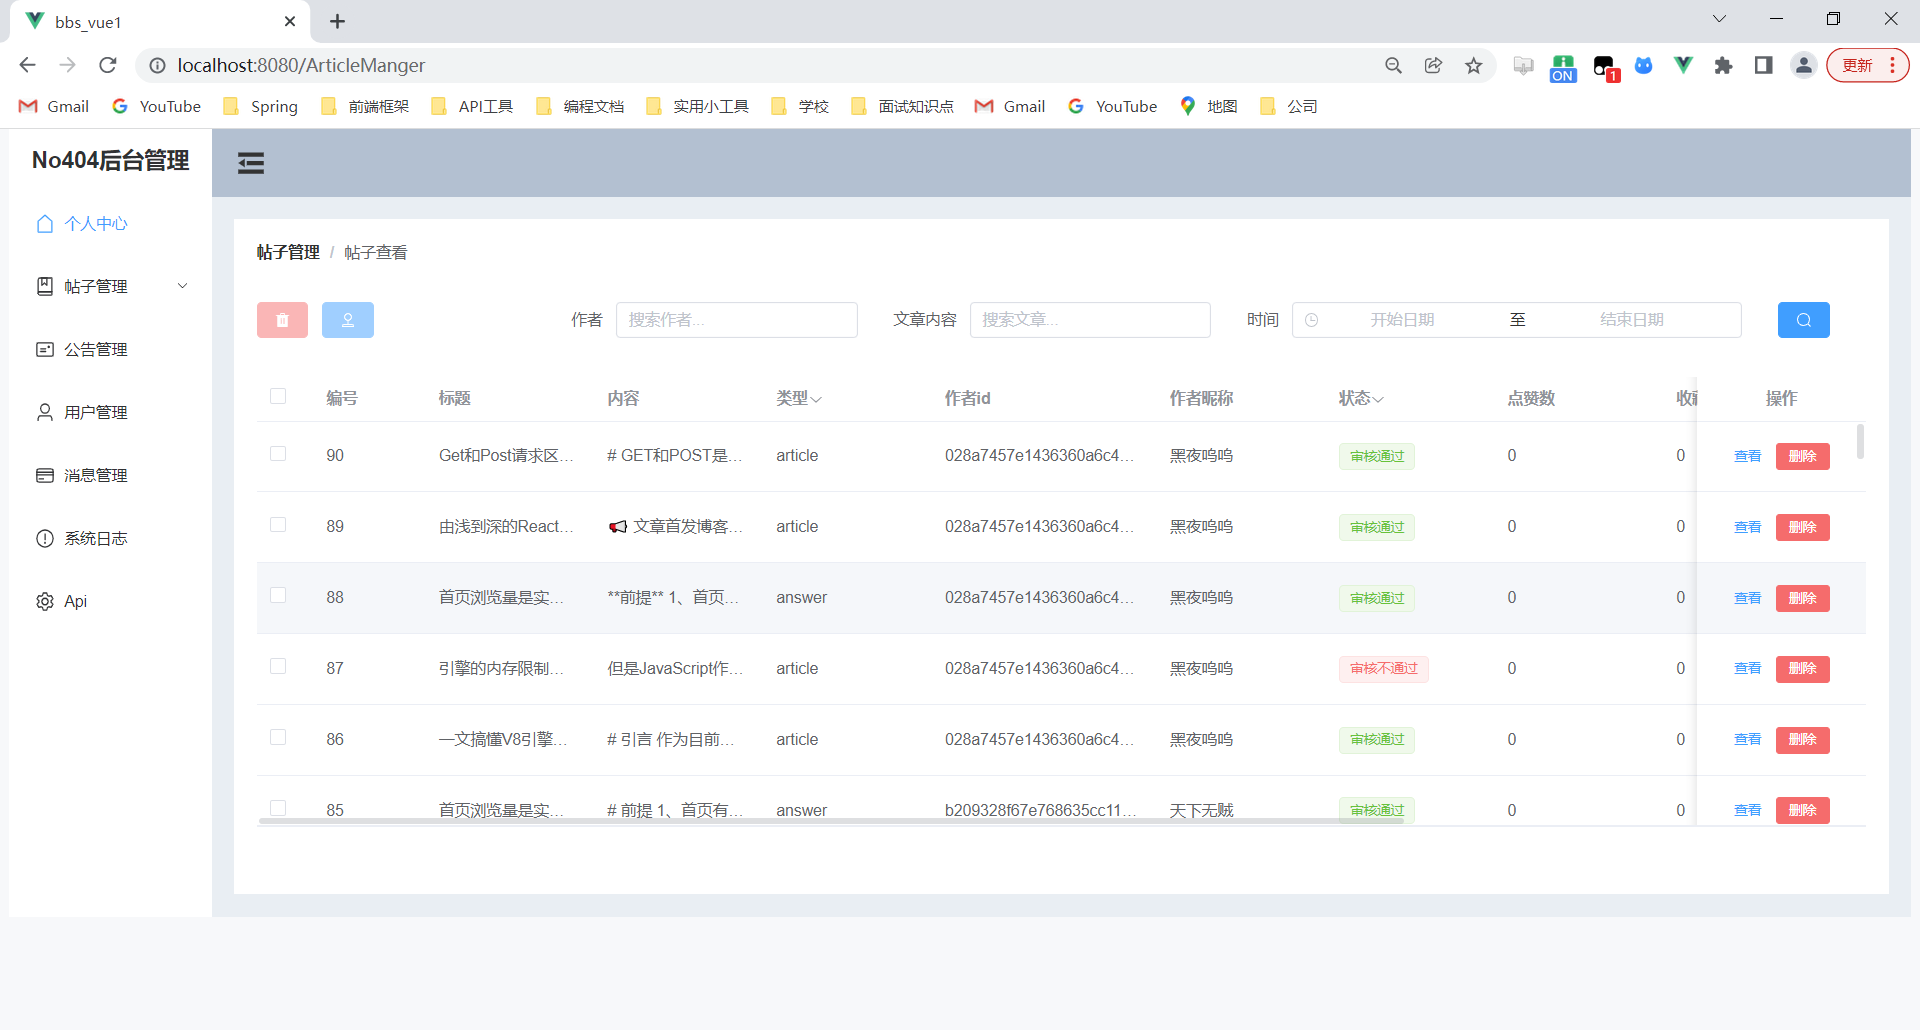 bbs_vue1
localhost:8080/ArticleManger
ON
1
更新
Gmail YouTube Spring 前端框架 API工具 编程文档 实用小工具 学校 面试知识点 Gmail YouTube 地图 公司
No404后台管理
个人中心
帖子管理
公告管理
用户管理
消息管理
系统日志
Api
帖子管理 / 帖子查看
作者 搜索作者... 文章内容 搜索文章... 时间 开始日期 至 结束日期
编号 标题 内容 类型 作者id 作者昵称 状态 点赞数 收 操作
90 Get和Post请求区... # GET和POST是... article 028a7457e1436360a6c4... 黑夜呜呜 审核通过 0 0 查看 删除
89 由浅到深的React... 文章首发博客... article 028a7457e1436360a6c4... 黑夜呜呜 审核通过 0 0 查看 删除
88 首页浏览量是实... **前提** 1、首页... answer 028a7457e1436360a6c4... 黑夜呜呜 审核通过 0 0 查看 删除
87 引擎的内存限制... 但是JavaScript作... article 028a7457e1436360a6c4... 黑夜呜呜 审核不通过 0 0 查看 删除
86 一文搞懂V8引擎... # 引言 作为目前... article 028a7457e1436360a6c4... 黑夜呜呜 审核通过 0 0 查看 删除
85 首页浏览量是实... # 前提 1、首页有... answer b209328f67e768635cc11... 天下无贼 审核通过 0 0 查看 删除